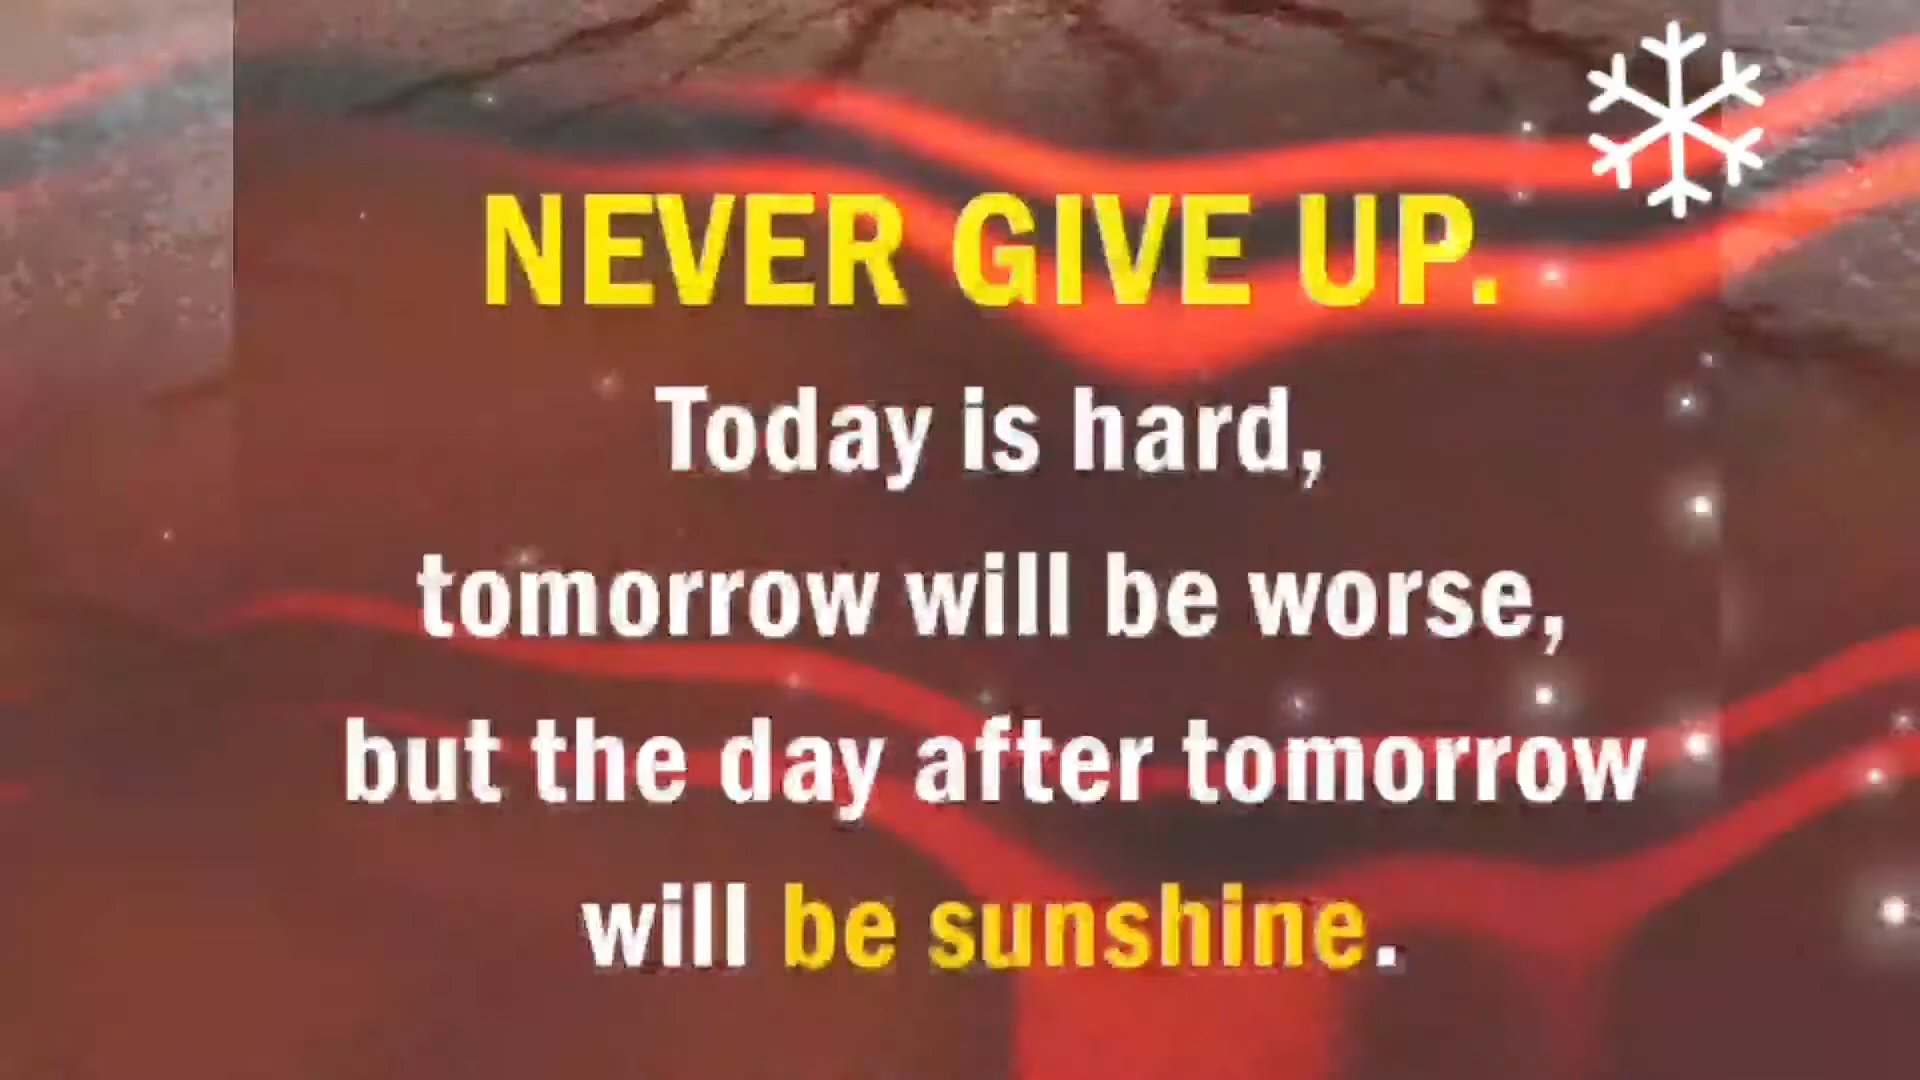 NEVER GIVE UP.
Today is hard,
tomorrow will be worse,
but the day after tomorrow
will be sunshine.